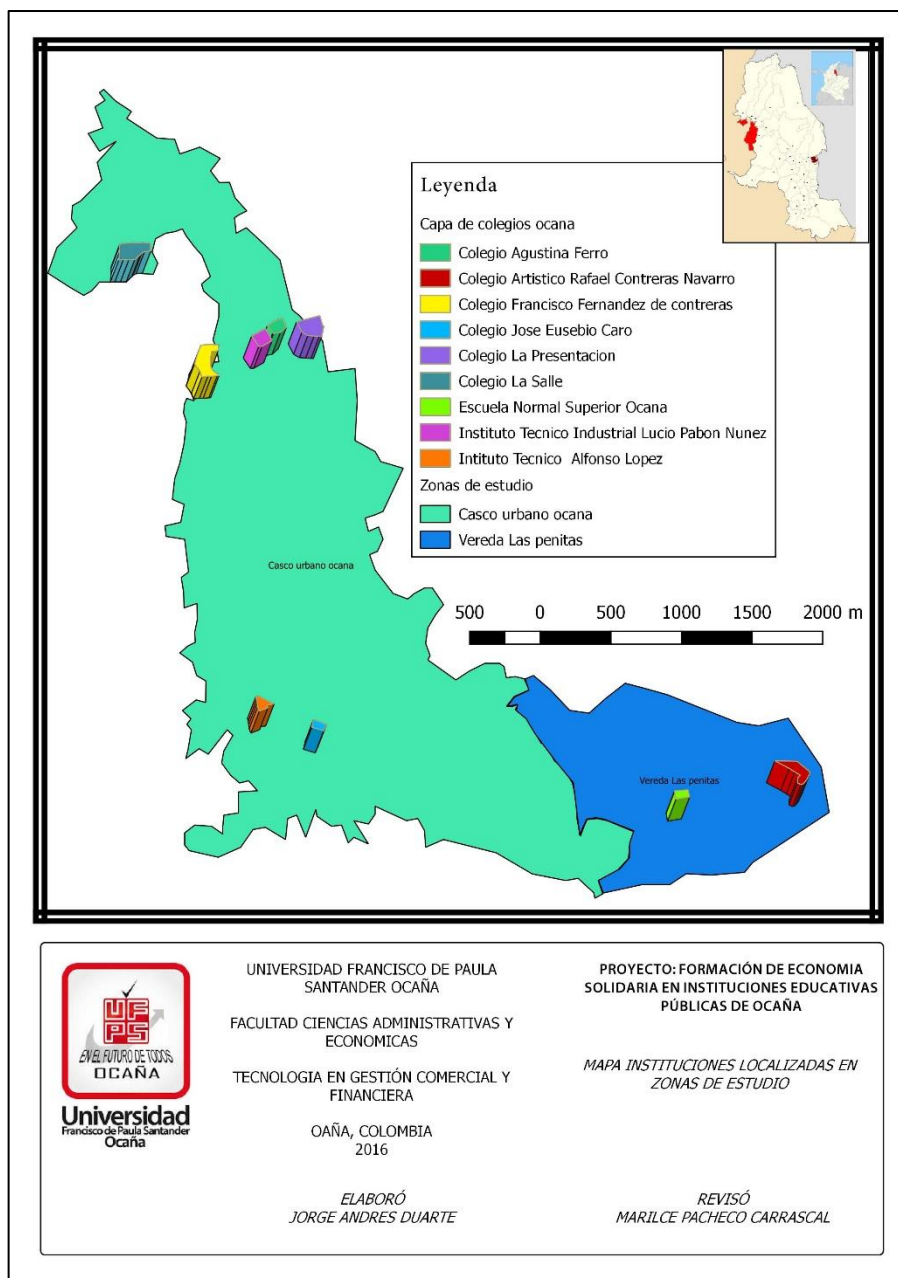 Leyenda
Capa de colegios ocana
Colegio Agustina Ferro
Colegio Artistico Rafael Contreras Navarro
Colegio Francisco Fernandez de contreras
Colegio Jose Eusebio Caro
Colegio La Presentacion
Colegio La Salle
Escuela Normal Superior Ocana
Instituto Tecnico Industrial Lucio Pabon Nunez
Intituto Tecnico Alfonso Lopez
Zonas de estudio
Casco urbano ocana
Vereda Las penitas
Casco urbano ocana
500 0 500 1000 1500 2000 m
Vereda Las penitas
UFPS
EN EL FUTURO DE TODOS
OCAÑA
Universidad
Francisco de Paula Santander
Ocaña
UNIVERSIDAD FRANCISCO DE PAULA
SANTANDER OCAÑA
FACULTAD CIENCIAS ADMINISTRATIVAS Y
ECONOMICAS
TECNOLOGIA EN GESTIÓN COMERCIAL Y
FINANCIERA
OAÑA, COLOMBIA
2016
ELABORÓ
JORGE ANDRES DUARTE
PROYECTO: FORMACIÓN DE ECONOMIA
SOLIDARIA EN INSTITUCIONES EDUCATIVAS
PÚBLICAS DE OCAÑA
MAPA INSTITUCIONES LOCALIZADAS EN
ZONAS DE ESTUDIO
REVISÓ
MARILCE PACHECO CARRASCAL